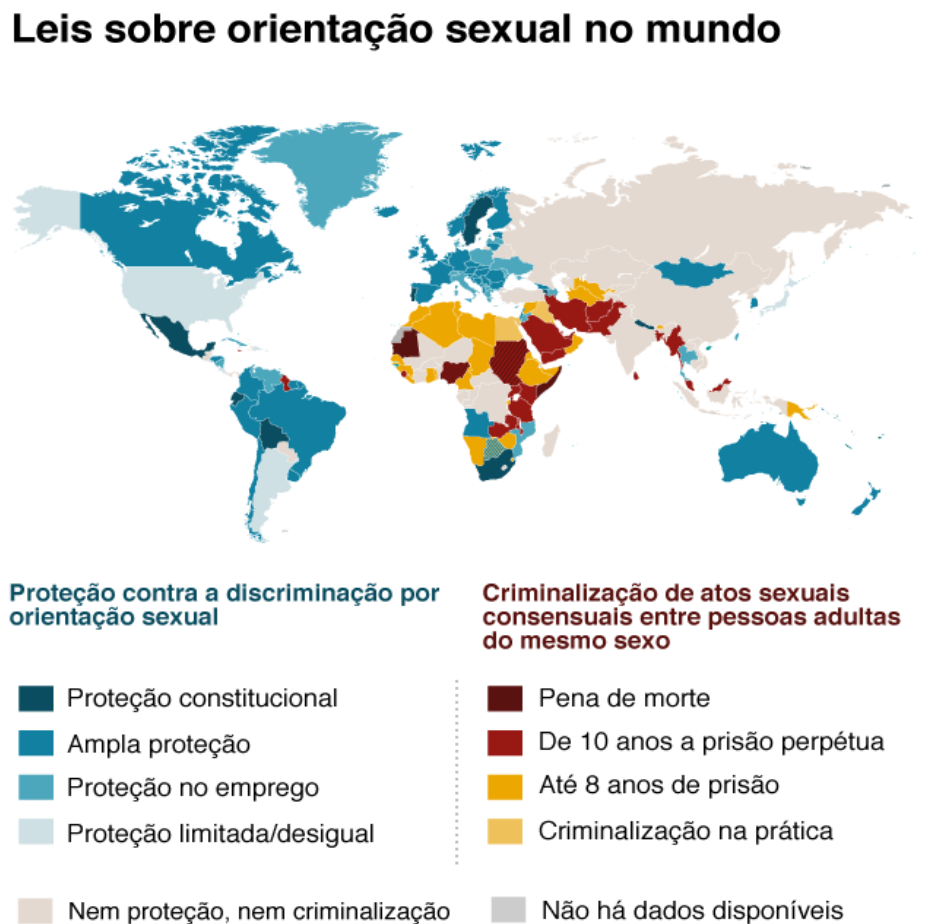 Leis sobre orientação sexual no mundo
Proteção contra a discriminação por
orientação sexual
Proteção constitucional
Ampla proteção
Proteção no emprego
Proteção limitada/desigual
Nem proteção, nem criminalização
Criminalização de atos sexuais
consensuais entre pessoas adultas
do mesmo sexo
Pena de morte
De 10 anos a prisão perpétua
Até 8 anos de prisão
Criminalização na prática
Não há dados disponíveis